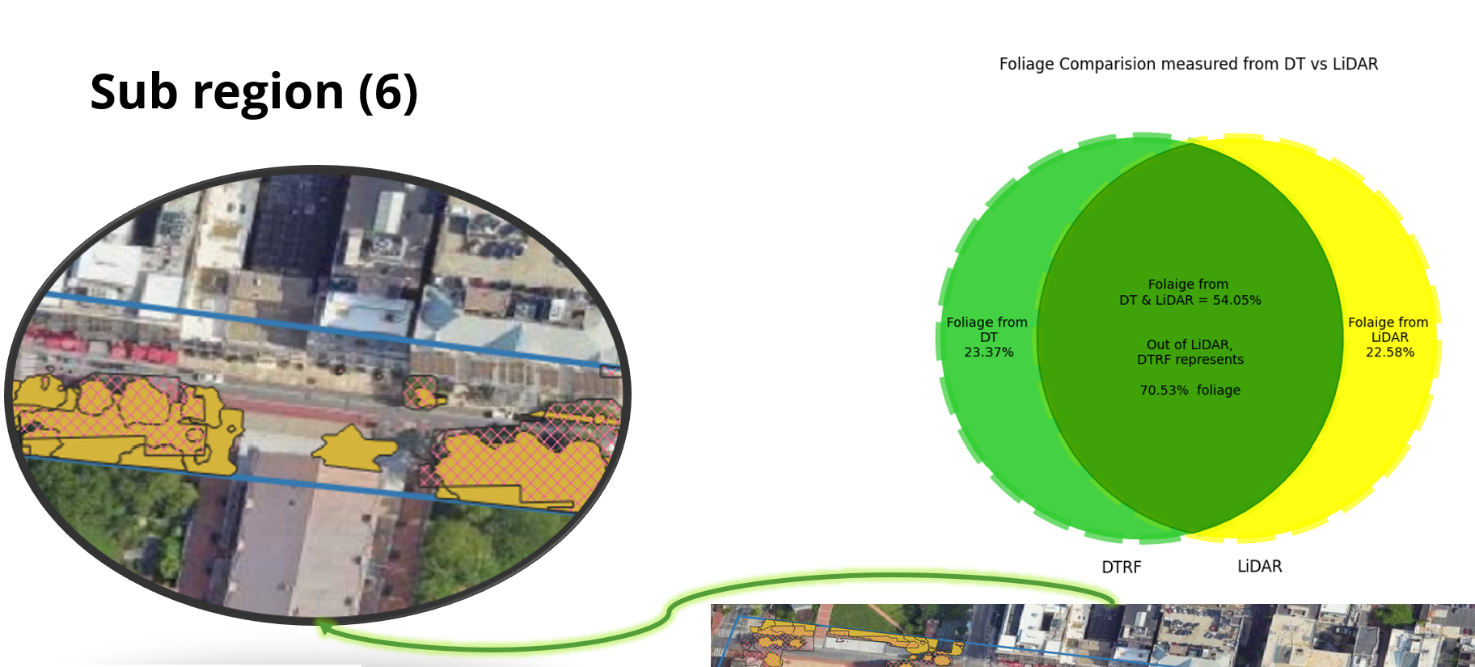 Sub region (6)
Foliage Comparision measured from DT vs LiDAR
Folaige from
DT & LiDAR = 54.05%
Foliage from
DT
23.37%
Out of LiDAR,
DTRF represents
70.53%  foliage
Folaige from
LiDAR
22.58%
DTRF
LiDAR